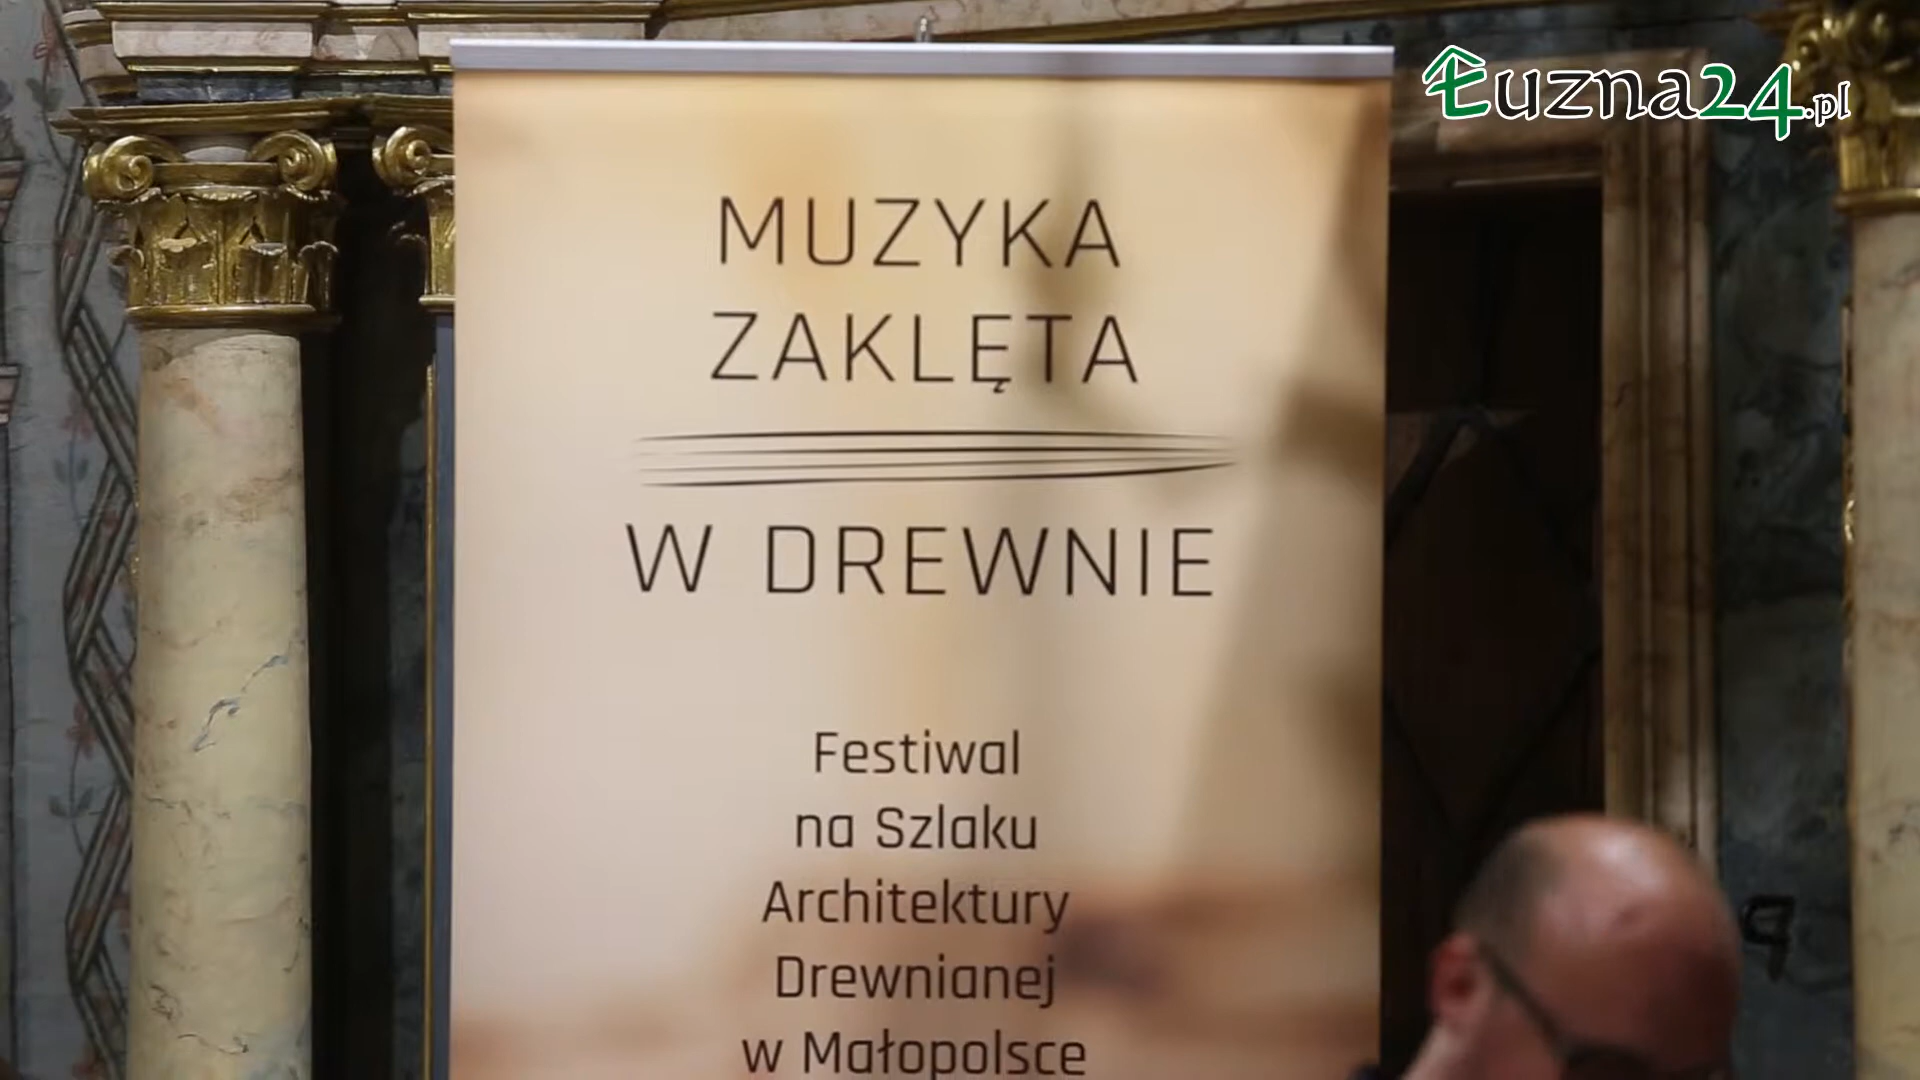 Łuzna24.pl
MUZYKA
ZAKLĘTA
W DREWNIE
Festiwal
na Szlaku
Architektury
Drewnianej
w Małopolsce